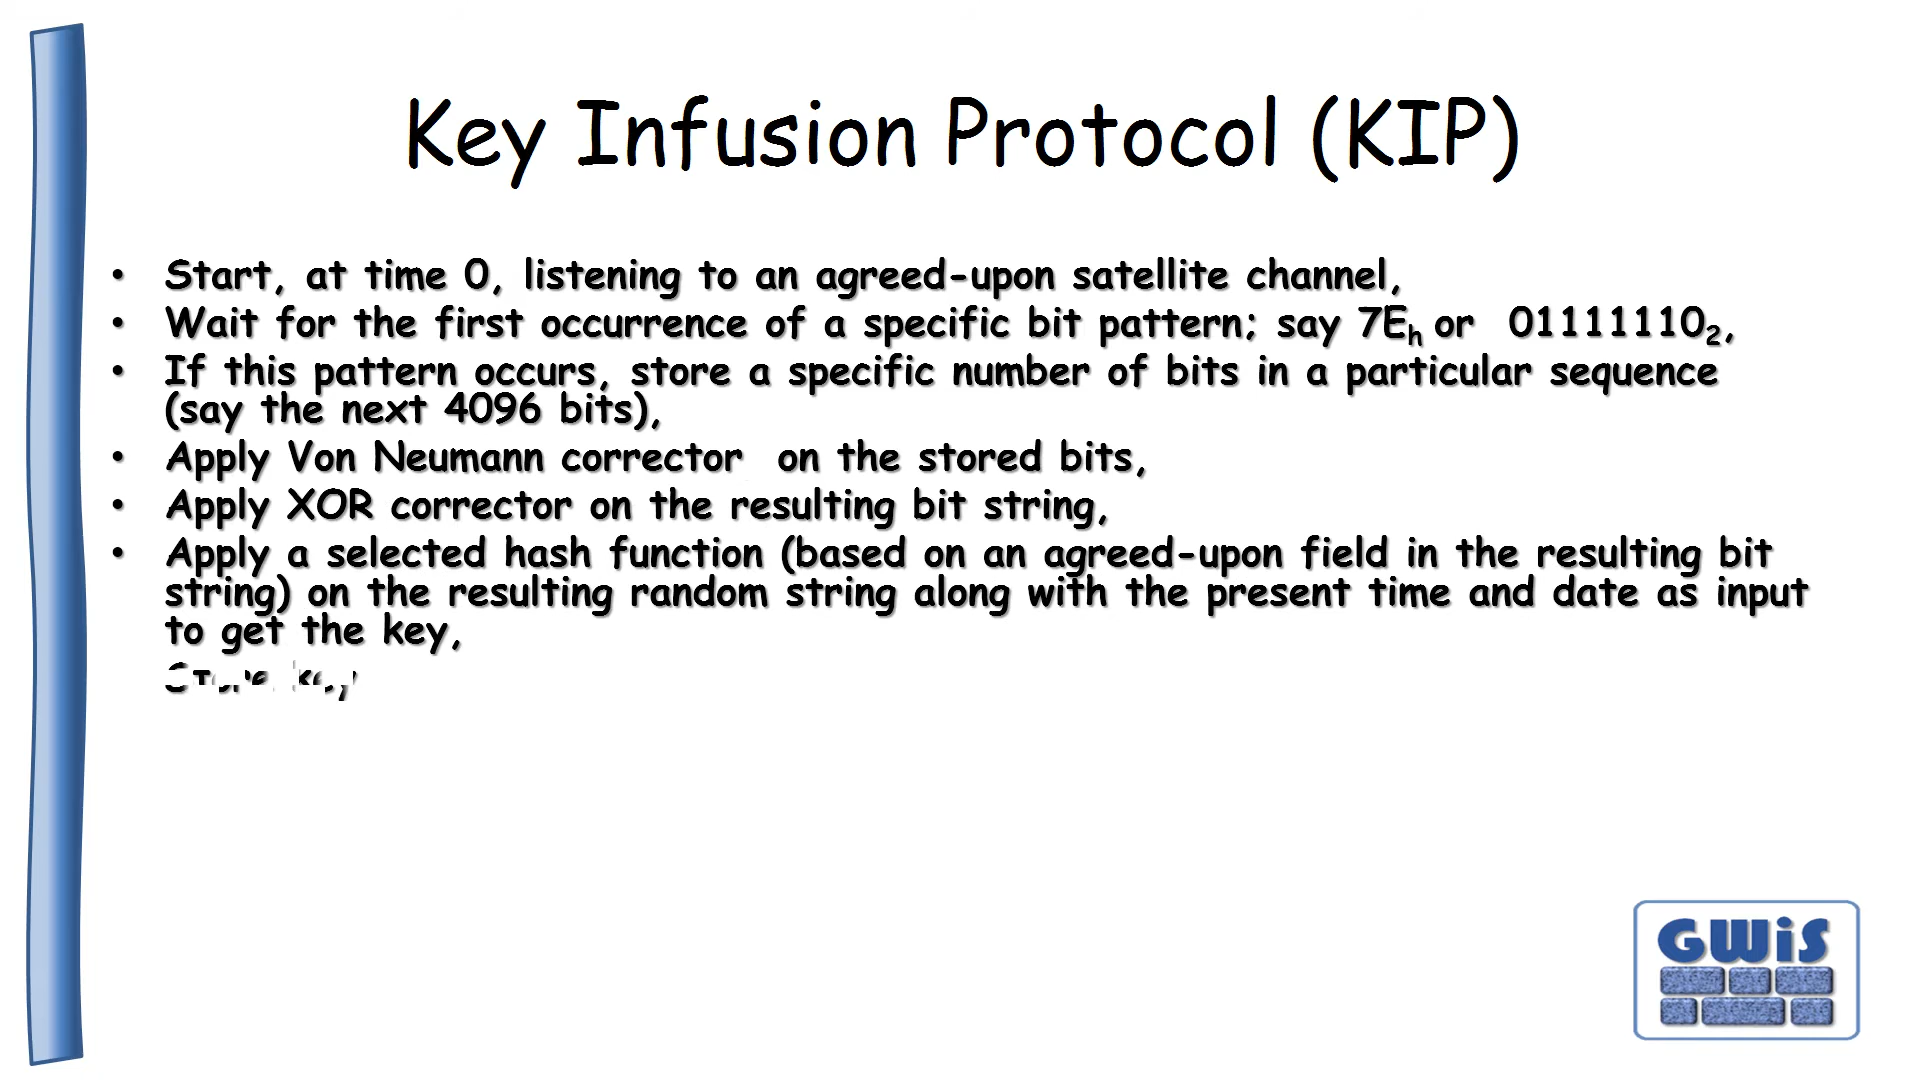 Key Infusion Protocol (KIP)
• Start, at time 0, listening to an agreed-upon satellite channel,
• Wait for the first occurrence of a specific bit pattern; say 7Eₕ or 01111110₂,
• If this pattern occurs, store a specific number of bits in a particular sequence
(say the next 4096 bits),
• Apply Von Neumann corrector on the stored bits,
• Apply XOR corrector on the resulting bit string,
• Apply a selected hash function (based on an agreed-upon field in the resulting bit
string) on the resulting random string along with the present time and date as input
to get the key,
GWiS